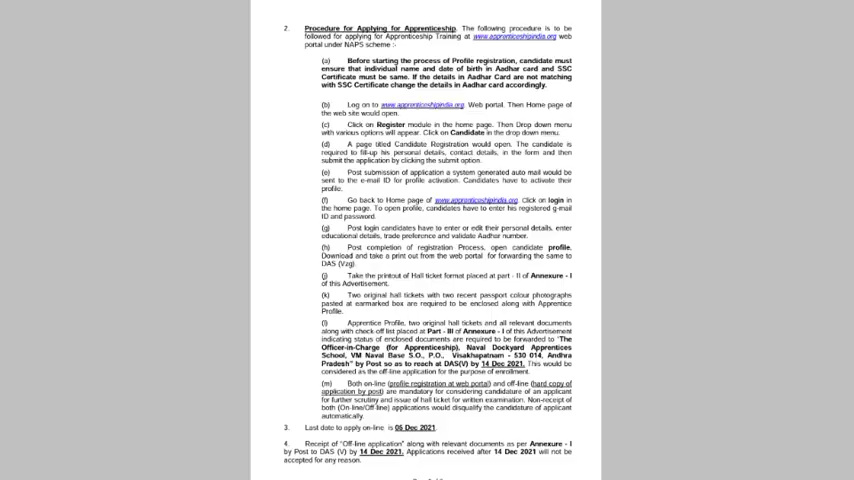 2. Procedure for Applying for Apprenticeship. The following procedure is to be
followed for applying for Apprenticeship Training at www.apprenticeshipindia.org web
portal under NAPS scheme :-
(a) Before starting the process of Profile registration, candidate must
ensure that individual name and date of birth in Aadhar card and SSC
Certificate must be same. If the details in Aadhar Card are not matching
with SSC Certificate change the details in Aadhar card accordingly.
(b) Log on to www.apprenticeshipindia.org. Web portal. Then Home page of
the web site would open.
(c) Click on Register module in the home page. Then Drop down menu
with various options will appear. Click on Candidate in the drop down menu.
(d) A page titled Candidate Registration would open. The candidate is
required to fill-up his personal details, contact details, in the form and then
submit the application by clicking the submit option.
(e) Post submission of application a system generated auto mail would be
sent to the e-mail ID for profile activation. Candidates have to activate their
profile.
(f) Go back to Home page of www.apprenticeshipindia.org. Click on login in
the home page. To open profile, candidates have to enter his registered g-mail
ID and password.
(g) Post login candidates have to enter or edit their personal details, enter
educational details, trade preference and validate Aadhar number.
(h) Post completion of registration Process, open candidate profile.
Download and take a print out from the web portal for forwarding the same to
DAS (Vzg).
(j) Take the printout of Hall ticket format placed at part - II of Annexure - I
of this Advertisement.
(k) Two original hall tickets with two recent passport colour photographs
pasted at earmarked box are required to be enclosed along with Apprentice
Profile.
(l) Apprentice Profile, two original hall tickets and all relevant documents
along with check-off list placed at Part - III of Annexure - I of this Advertisement
indicating status of enclosed documents are required to be forwarded to "The
Officer-in-Charge (for Apprenticeship), Naval Dockyard Apprentices
School, VM Naval Base S.O., P.O., Visakhapatnam - 530 014, Andhra
Pradesh" by Post so as to reach at DAS(V) by 14 Dec 2021. This would be
considered as the off-line application for the purpose of enrollment.
(m) Both on-line (profile registration at web portal) and off-line (hard copy of
application by post) are mandatory for considering candidature of an applicant
for further scrutiny and issue of hall ticket for written examination. Non-receipt of
both (On-line/Off-line) applications would disqualify the candidature of applicant
automatically.
3. Last date to apply on-line is 05 Dec 2021.
4. Receipt of "Off-line application" along with relevant documents as per Annexure - I
by Post to DAS (V) by 14 Dec 2021. Applications received after 14 Dec 2021 will not be
accepted for any reason.